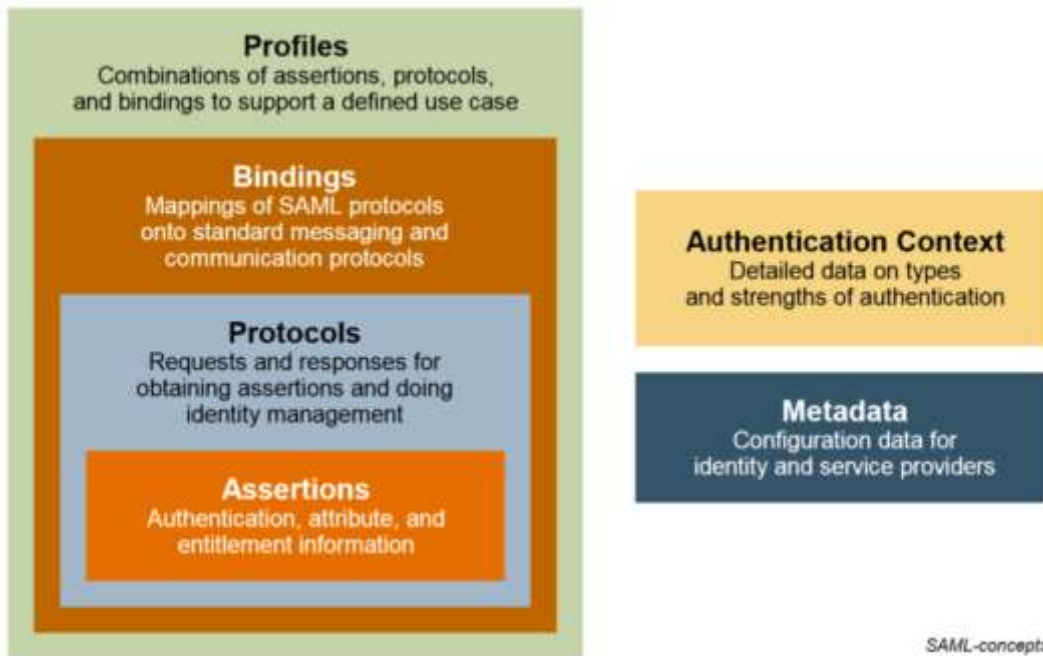 Profiles
Combinations of assertions, protocols,
and bindings to support a defined use case
Bindings
Mappings of SAML protocols
onto standard messaging and
communication protocols
Protocols
Requests and responses for
obtaining assertions and doing
identity management
Assertions
Authentication, attribute, and
entitlement information
Authentication Context
Detailed data on types
and strengths of authentication
Metadata
Configuration data for
identity and service providers
SAML-concepts